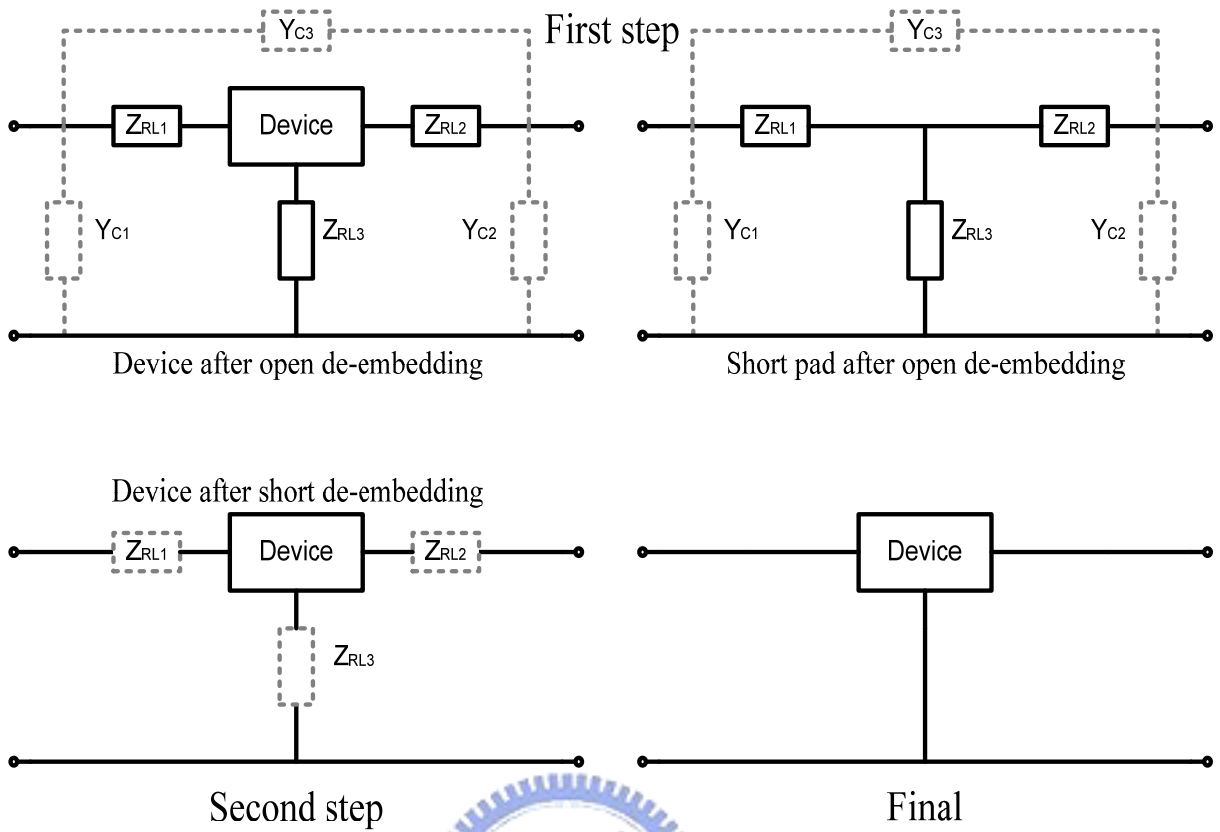 First step
YC3
ZRL1
Device
ZRL2
YC1
ZRL3
YC2
Device after open de-embedding
YC3
ZRL1
ZRL2
YC1
ZRL3
YC2
Short pad after open de-embedding
Device after short de-embedding
ZRL1
Device
ZRL2
ZRL3
Second step
Device
Final